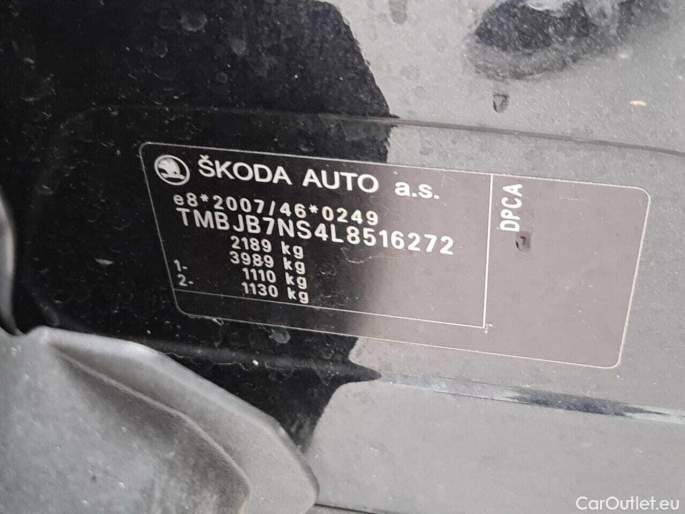 ŠKODA AUTO a.s.
e8*2007/46*0249
TMBJB7NS4L8516272
2189 kg
3989 kg
1- 1110 kg
2- 1130 kg
DPCA
CarOutlet.eu